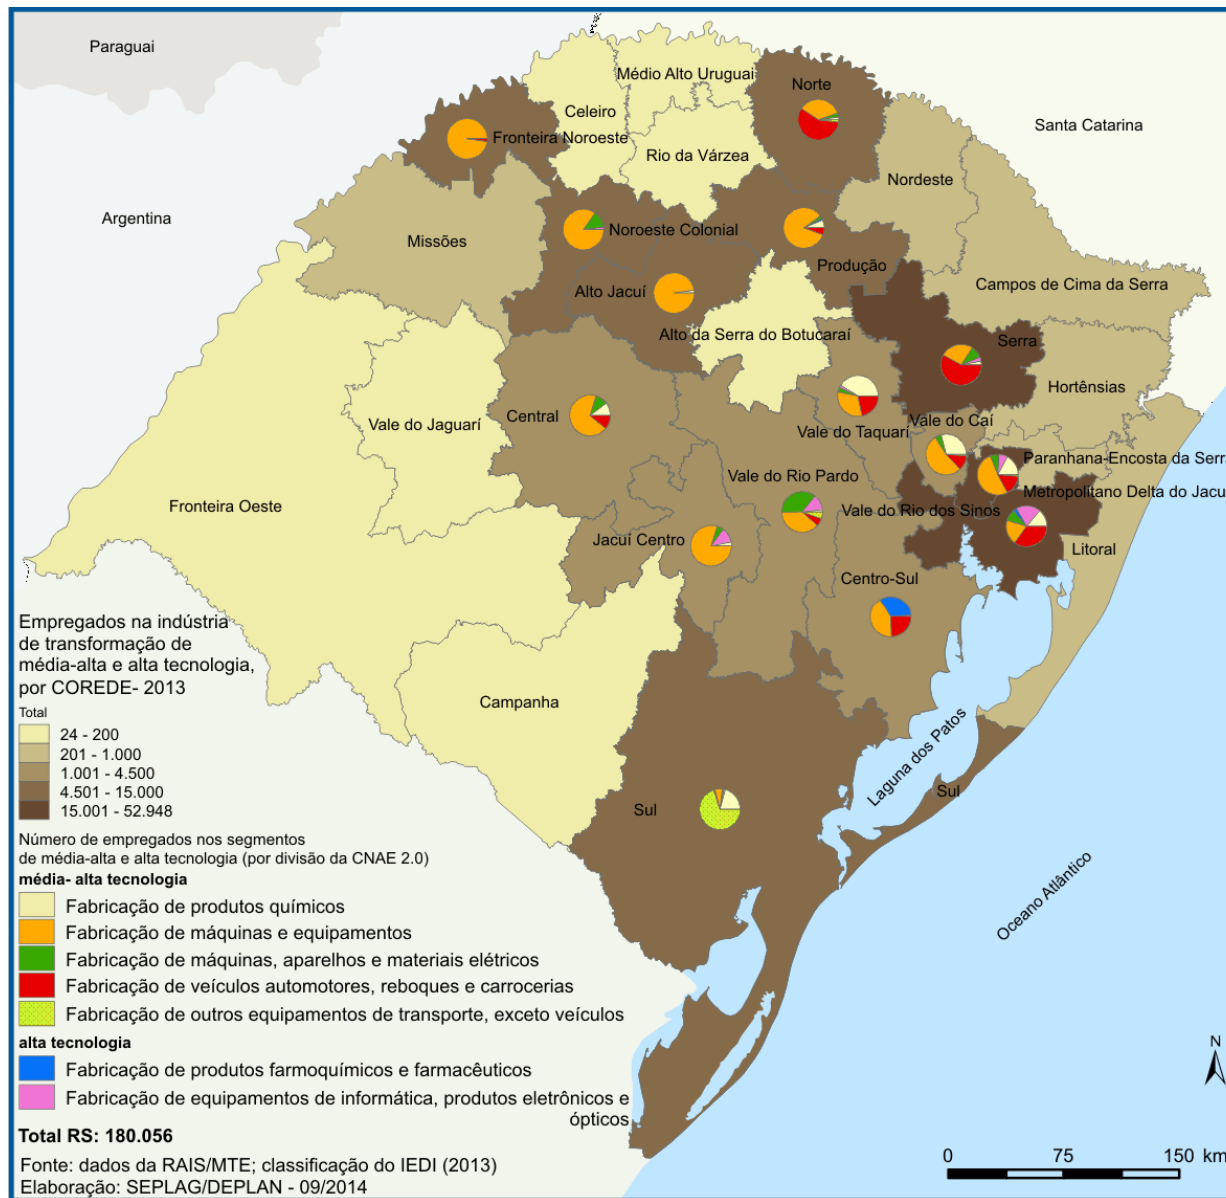 Paraguai
Médio Alto Uruguai
Norte
Celeiro
Santa Catarina
Fronteira Noroeste
Rio da Várzea
Nordeste
Argentina
Missões
Noroeste Colonial
Produção
Campos de Cima da Serra
Alto Jacuí
Alto da Serra do Botucaraí
Serra
Hortênsias
Central
Vale do Jaguarí
Vale do Taquarí
Vale do Caí
Paranhana-Encosta da Serra
Vale do Rio Pardo
Metropolitano Delta do Jacu
Fronteira Oeste
Vale do Rio dos Sinos
Jacuí Centro
Litoral
Centro-Sul
Campanha
Laguna dos Patos
Sul
Sul
Oceano Atlântico
Empregados na indústria
de transformação de
média-alta e alta tecnologia,
por COREDE- 2013
Total
24 - 200
201 - 1.000
1.001 - 4.500
4.501 - 15.000
15.001 - 52.948
Número de empregados nos segmentos
de média-alta e alta tecnologia (por divisão da CNAE 2.0)
média- alta tecnologia
Fabricação de produtos químicos
Fabricação de máquinas e equipamentos
Fabricação de máquinas, aparelhos e materiais elétricos
Fabricação de veículos automotores, reboques e carrocerias
Fabricação de outros equipamentos de transporte, exceto veículos
alta tecnologia
Fabricação de produtos farmoquímicos e farmacêuticos
Fabricação de equipamentos de informática, produtos eletrônicos e
ópticos
Total RS: 180.056
Fonte: dados da RAIS/MTE; classificação do IEDI (2013)
Elaboração: SEPLAG/DEPLAN - 09/2014
N
0 75 150 km